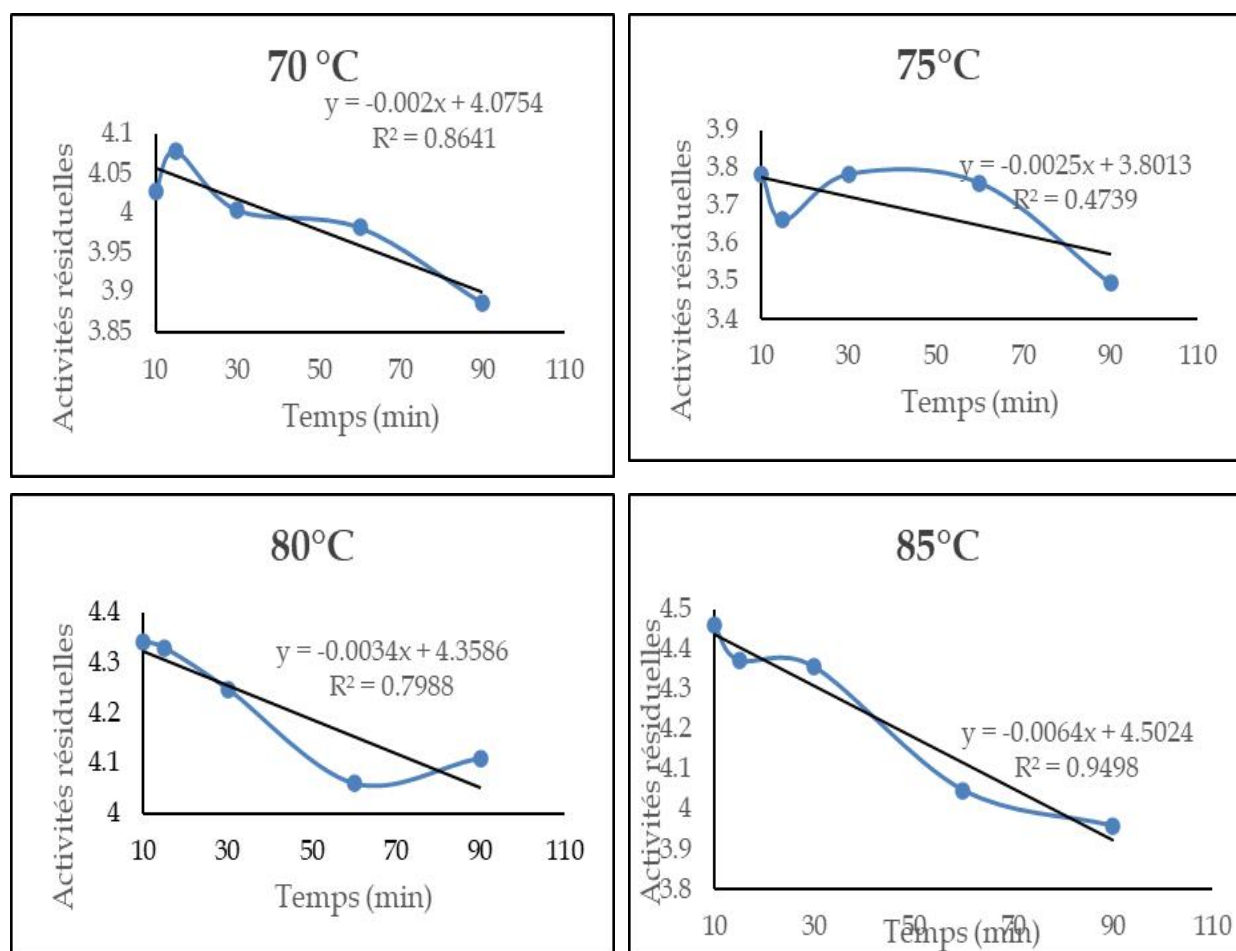 70 °C
y = -0.002x + 4.0754
R² = 0.8641
Activités résiduelles
4.1
4.05
4
3.95
3.9
3.85
10 30 50 70 90 110
Temps (min)
75°C
y = -0.0025x + 3.8013
R² = 0.4739
Activités résiduelles
3.9
3.8
3.7
3.6
3.5
3.4
10 30 50 70 90 110
Temps (min)
80°C
y = -0.0034x + 4.3586
R² = 0.7988
Activités résiduelles
4.4
4.3
4.2
4.1
4
10 30 50 70 90 110
Temps (min)
85°C
y = -0.0064x + 4.5024
R² = 0.9498
Activités résiduelles
4.5
4.4
4.3
4.2
4.1
4
3.9
3.8
10 30 50 70 90 110
Temps (min)